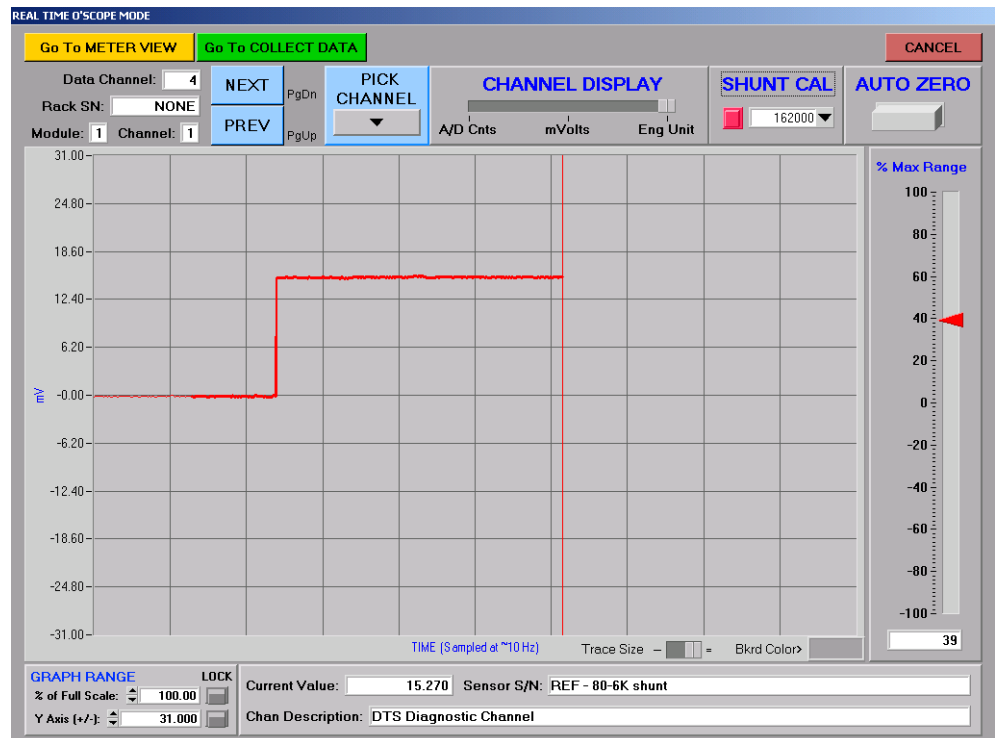 REAL TIME O'SCOPE MODE
Go To METER VIEW Go To COLLECT DATA CANCEL
Data Channel: 4
Rack SN: NONE
Module: 1 Channel: 1
NEXT PgDn
PREV PgUp
PICK
CHANNEL
CHANNEL DISPLAY
A/D Cnts mVolts Eng Unit
SHUNT CAL
162000
AUTO ZERO
31.00
24.80
18.60
12.40
6.20
-0.00
-6.20
-12.40
-18.60
-24.80
-31.00
mV
TIME (Sampled at ~10 Hz) Trace Size - = Bkrd Color>
% Max Range
100
80
60
40
20
0
-20
-40
-60
-80
-100
39
GRAPH RANGE LOCK
% of Full Scale: 100.00
Y Axis (+/-): 31.000
Current Value: 15.270 Sensor S/N: REF - 80-6K shunt
Chan Description: DTS Diagnostic Channel